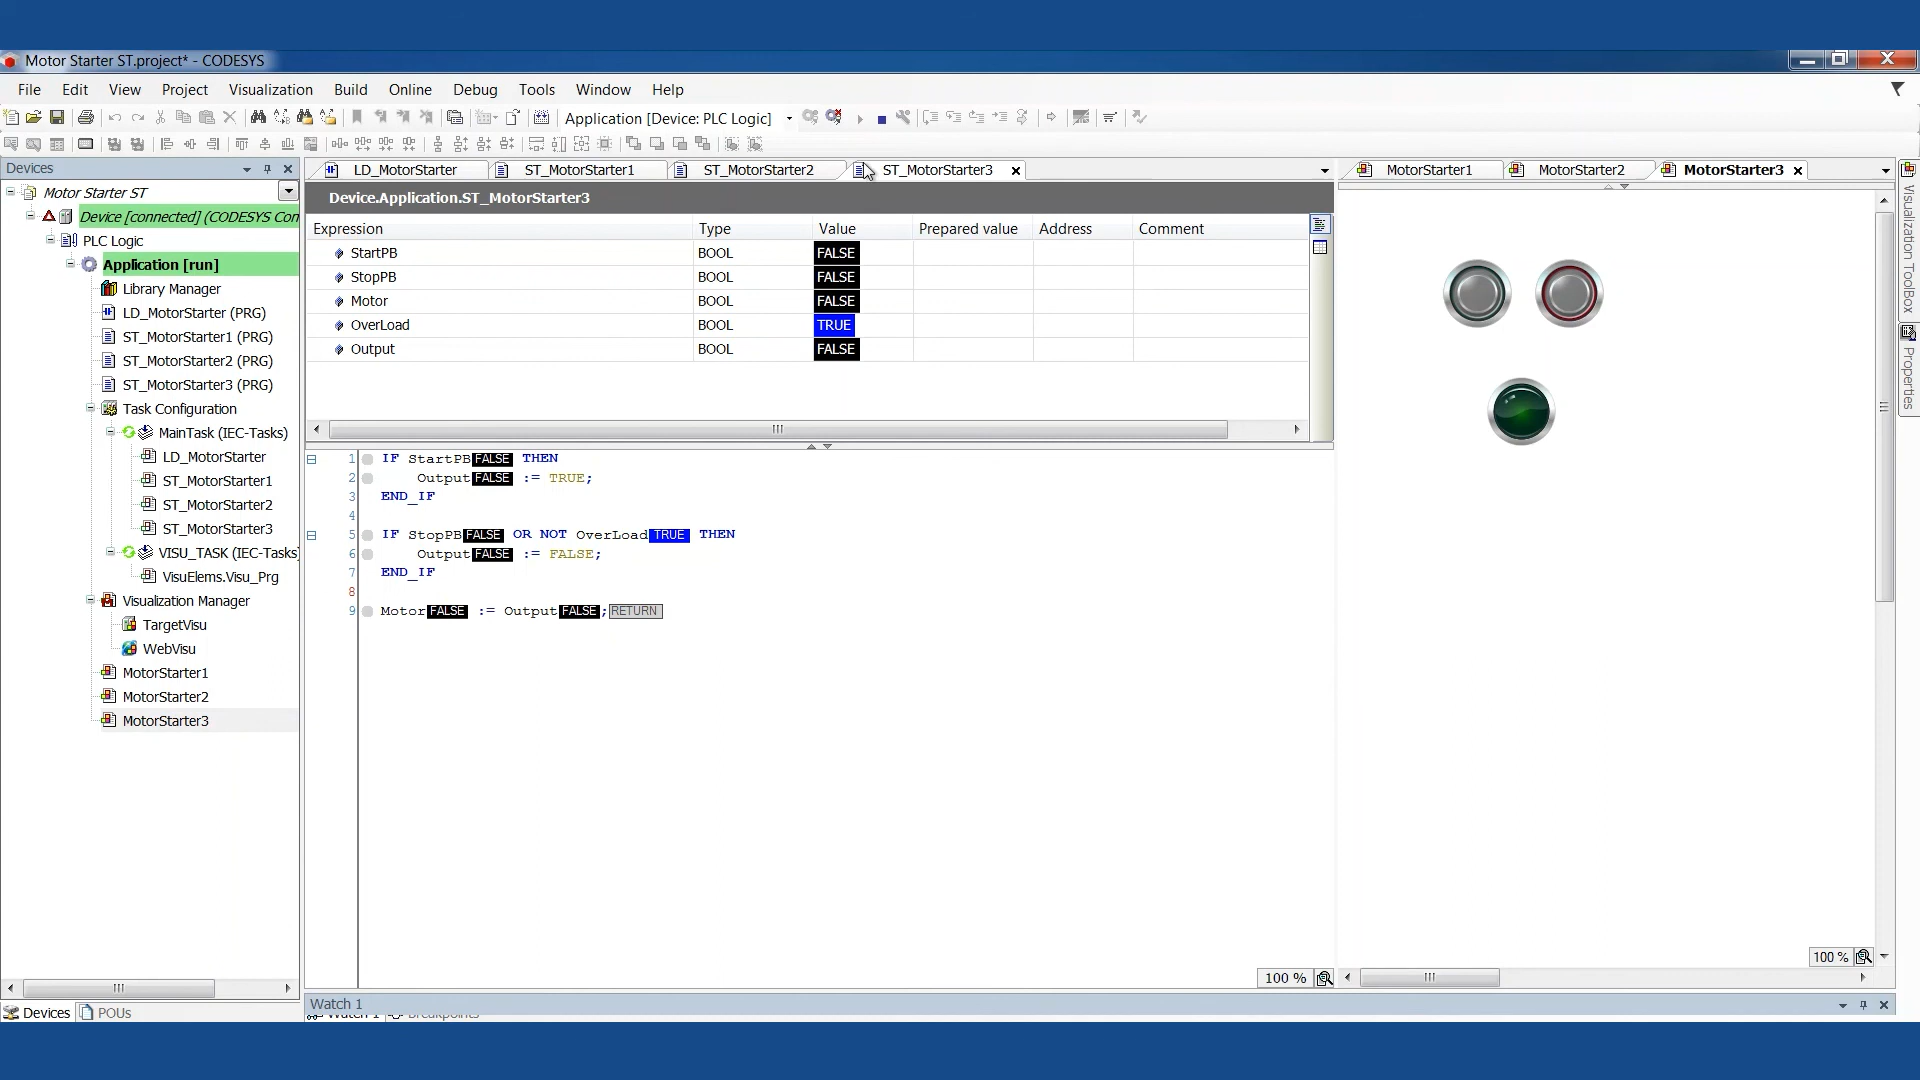 Motor Starter ST.project* - CODESYS
File Edit View Project Visualization Build Online Debug Tools Window Help
Application [Device: PLC Logic]
Devices
Motor Starter ST
Device [connected] (CODESYS Con
PLC Logic
Application [run]
Library Manager
LD_MotorStarter (PRG)
ST_MotorStarter1 (PRG)
ST_MotorStarter2 (PRG)
ST_MotorStarter3 (PRG)
Task Configuration
MainTask (IEC-Tasks)
LD_MotorStarter
ST_MotorStarter1
ST_MotorStarter2
ST_MotorStarter3
VISU_TASK (IEC-Tasks)
VisuElems.Visu_Prg
Visualization Manager
TargetVisu
WebVisu
MotorStarter1
MotorStarter2
MotorStarter3
Devices POUs
LD_MotorStarter ST_MotorStarter1 ST_MotorStarter2 ST_MotorStarter3
Device.Application.ST_MotorStarter3
Expression Type Value Prepared value Address Comment
StartPB BOOL FALSE
StopPB BOOL FALSE
Motor BOOL FALSE
OverLoad BOOL TRUE
Output BOOL FALSE
1 IF StartPB FALSE THEN
2 Output FALSE := TRUE;
3 END_IF
4
5 IF StopPB FALSE OR NOT OverLoad TRUE THEN
6 Output FALSE := FALSE;
7 END_IF
8
9 Motor FALSE := Output FALSE ; RETURN
100 %
MotorStarter1 MotorStarter2 MotorStarter3
100 %
Visualization ToolBox
Properties
Watch 1
Watch 1 Breakpoints